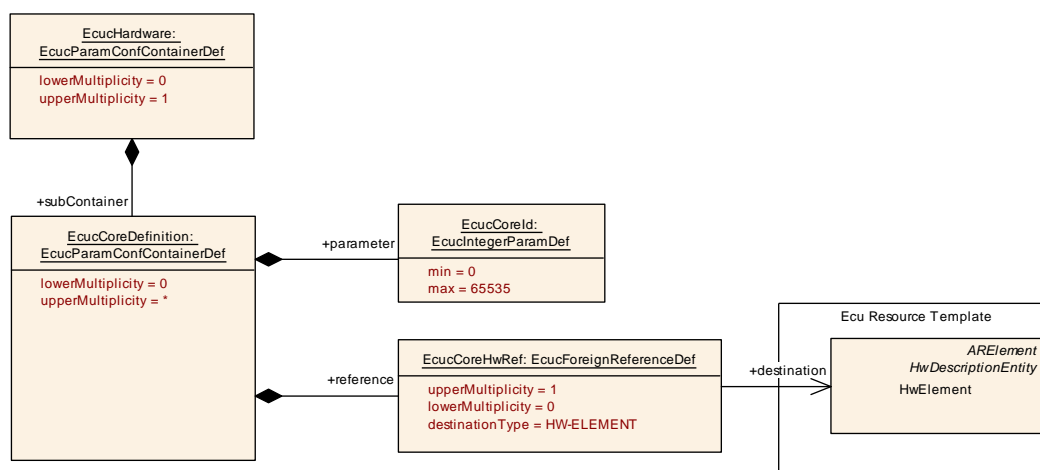 EcucHardware:
EcucParamConfContainerDef
lowerMultiplicity = 0
upperMultiplicity = 1
+subContainer
EcucCoreDefinition:
EcucParamConfContainerDef
lowerMultiplicity = 0
upperMultiplicity = *
+parameter
EcucCoreId:
EcucIntegerParamDef
min = 0
max = 65535
+reference
EcucCoreHwRef: EcucForeignReferenceDef
upperMultiplicity = 1
lowerMultiplicity = 0
destinationType = HW-ELEMENT
+destination
Ecu Resource Template
ARElement
HwDescriptionEntity
HwElement